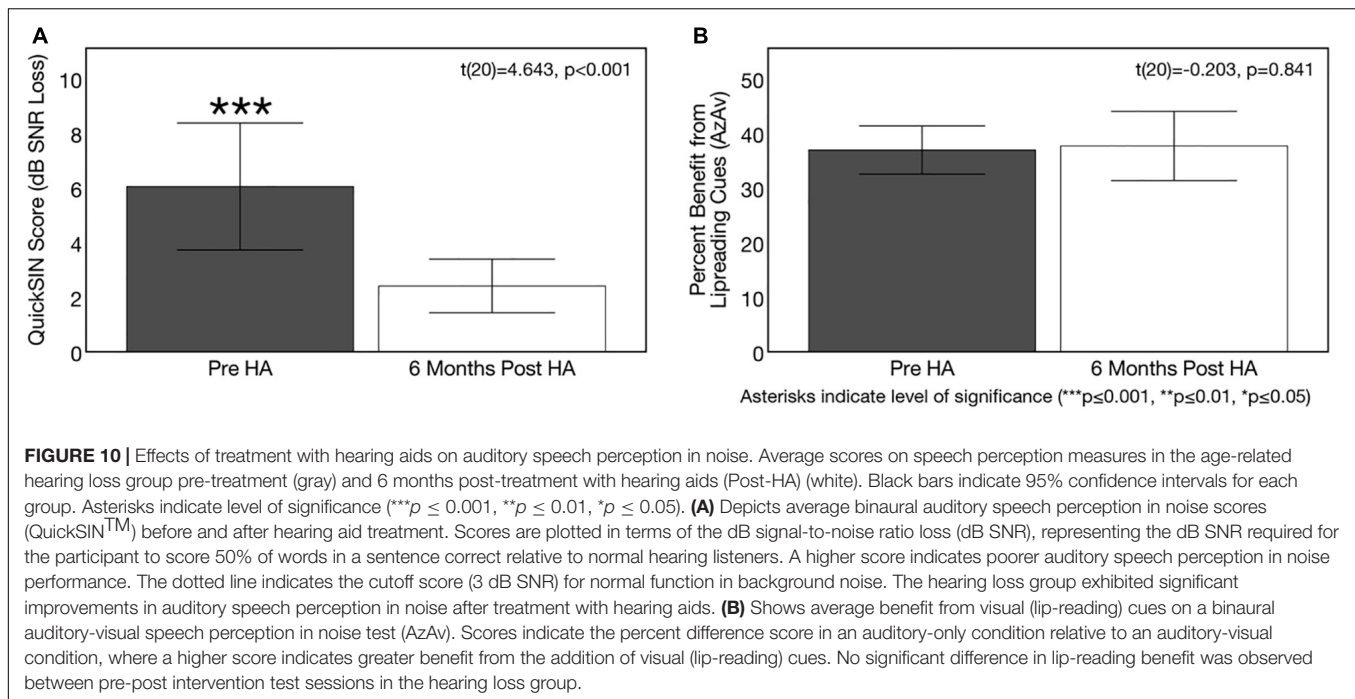 A
QuickSIN Score (dB SNR Loss)
10
8
6
4
2
0
t(20)=4.643, p<0.001
***
Pre HA
6 Months Post HA
B
Percent Benefit from
Lipreading Cues (AzAv)
50
40
30
20
10
0
t(20)=-0.203, p=0.841
Pre HA
6 Months Post HA
Asterisks indicate level of significance (***p≤0.001, **p≤0.01, *p≤0.05)
FIGURE 10 | Effects of treatment with hearing aids on auditory speech perception in noise. Average scores on speech perception measures in the age-related
hearing loss group pre-treatment (gray) and 6 months post-treatment with hearing aids (Post-HA) (white). Black bars indicate 95% confidence intervals for each
group. Asterisks indicate level of significance (***p ≤ 0.001, **p ≤ 0.01, *p ≤ 0.05). (A) Depicts average binaural auditory speech perception in noise scores
(QuickSIN™) before and after hearing aid treatment. Scores are plotted in terms of the dB signal-to-noise ratio loss (dB SNR), representing the dB SNR required for
the participant to score 50% of words in a sentence correct relative to normal hearing listeners. A higher score indicates poorer auditory speech perception in noise
performance. The dotted line indicates the cutoff score (3 dB SNR) for normal function in background noise. The hearing loss group exhibited significant
improvements in auditory speech perception in noise after treatment with hearing aids. (B) Shows average benefit from visual (lip-reading) cues on a binaural
auditory-visual speech perception in noise test (AzAv). Scores indicate the percent difference score in an auditory-only condition relative to an auditory-visual
condition, where a higher score indicates greater benefit from the addition of visual (lip-reading) cues. No significant difference in lip-reading benefit was observed
between pre-post intervention test sessions in the hearing loss group.